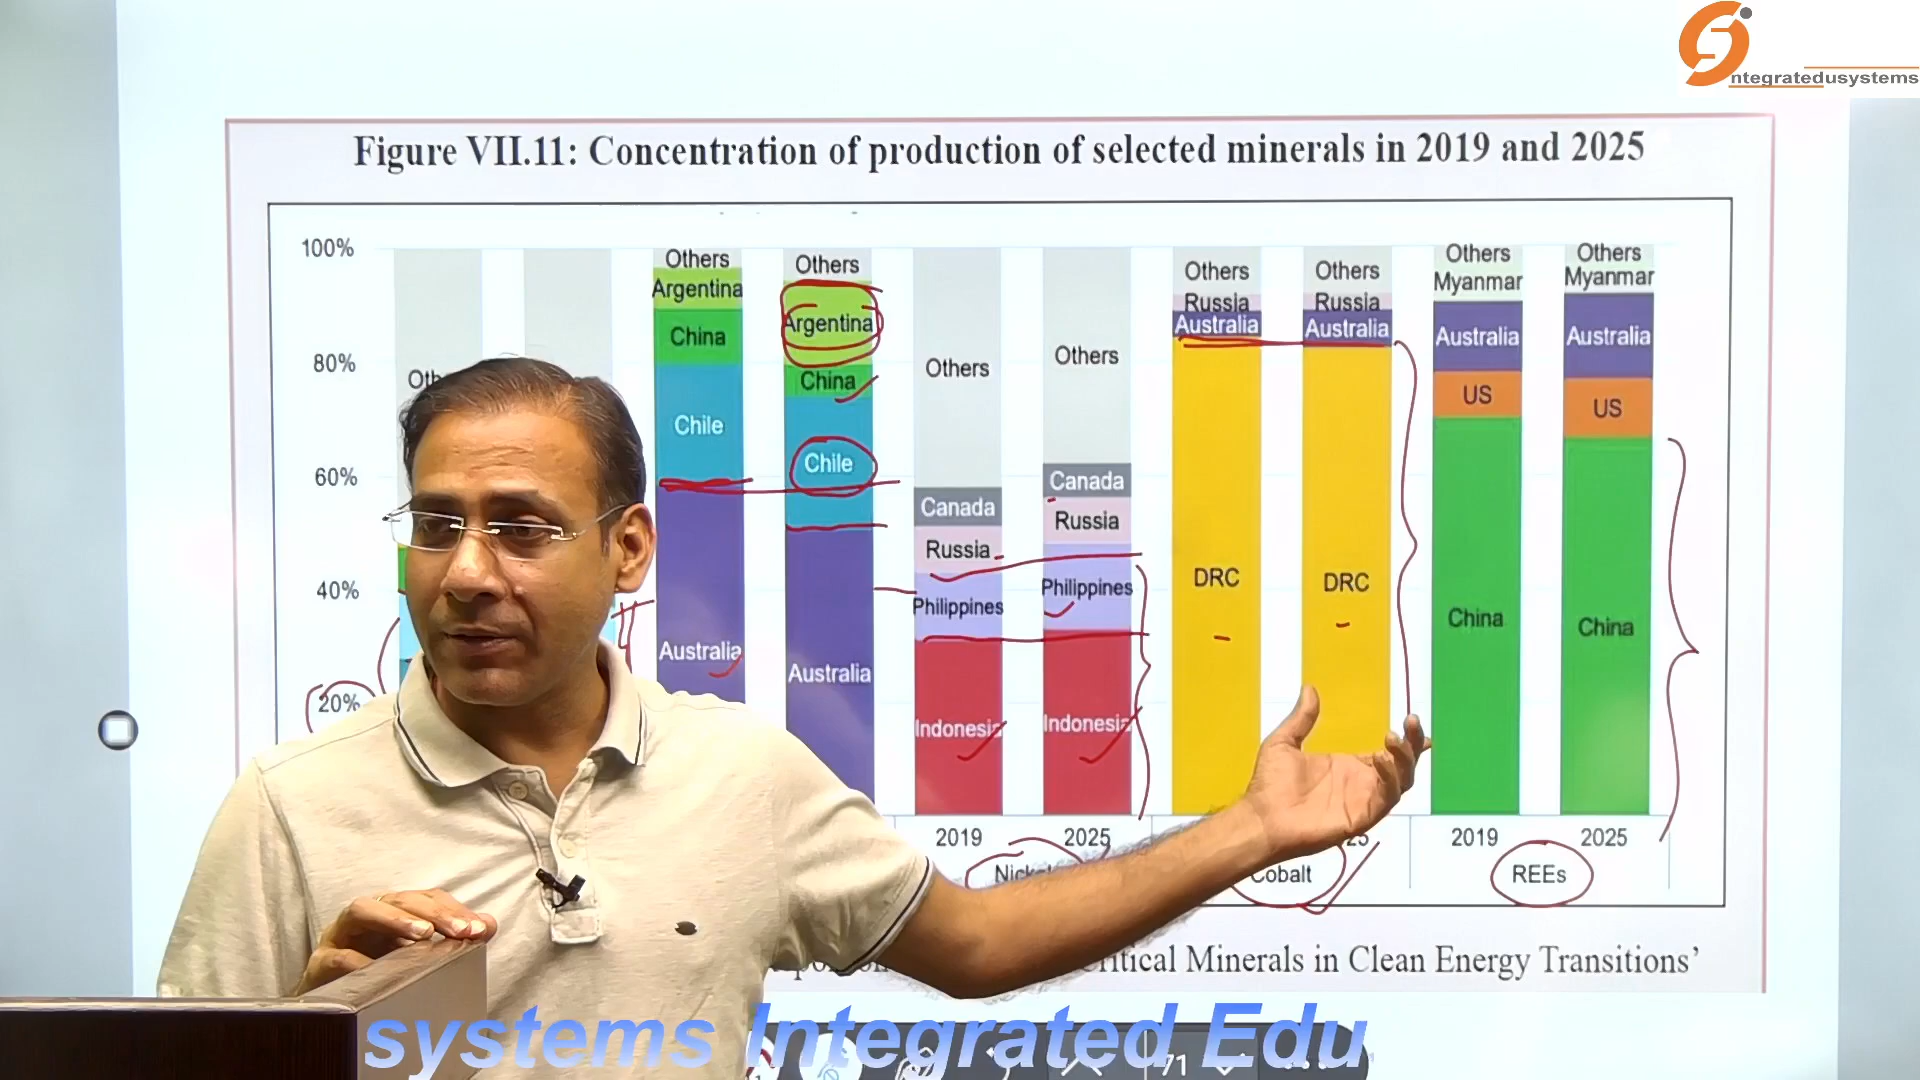 ntegratedusystems
Figure VII.11: Concentration of production of selected minerals in 2019 and 2025
100%
80%
60%
40%
20%
Others
Argentina
China
Chile
Australia
Others
Argentina
China
Chile
Australia
Others
Canada
Russia
Philippines
Indonesia
Others
Canada
Russia
Philippines
Indonesia
Others
Russia
Australia
DRC
Others
Russia
Australia
DRC
Others
Myanmar
Australia
US
China
Others
Myanmar
Australia
US
China
2019 2025 2019 2025
Cobalt REEs
Minerals in Clean Energy Transitions’
systems Integrated Edu
71